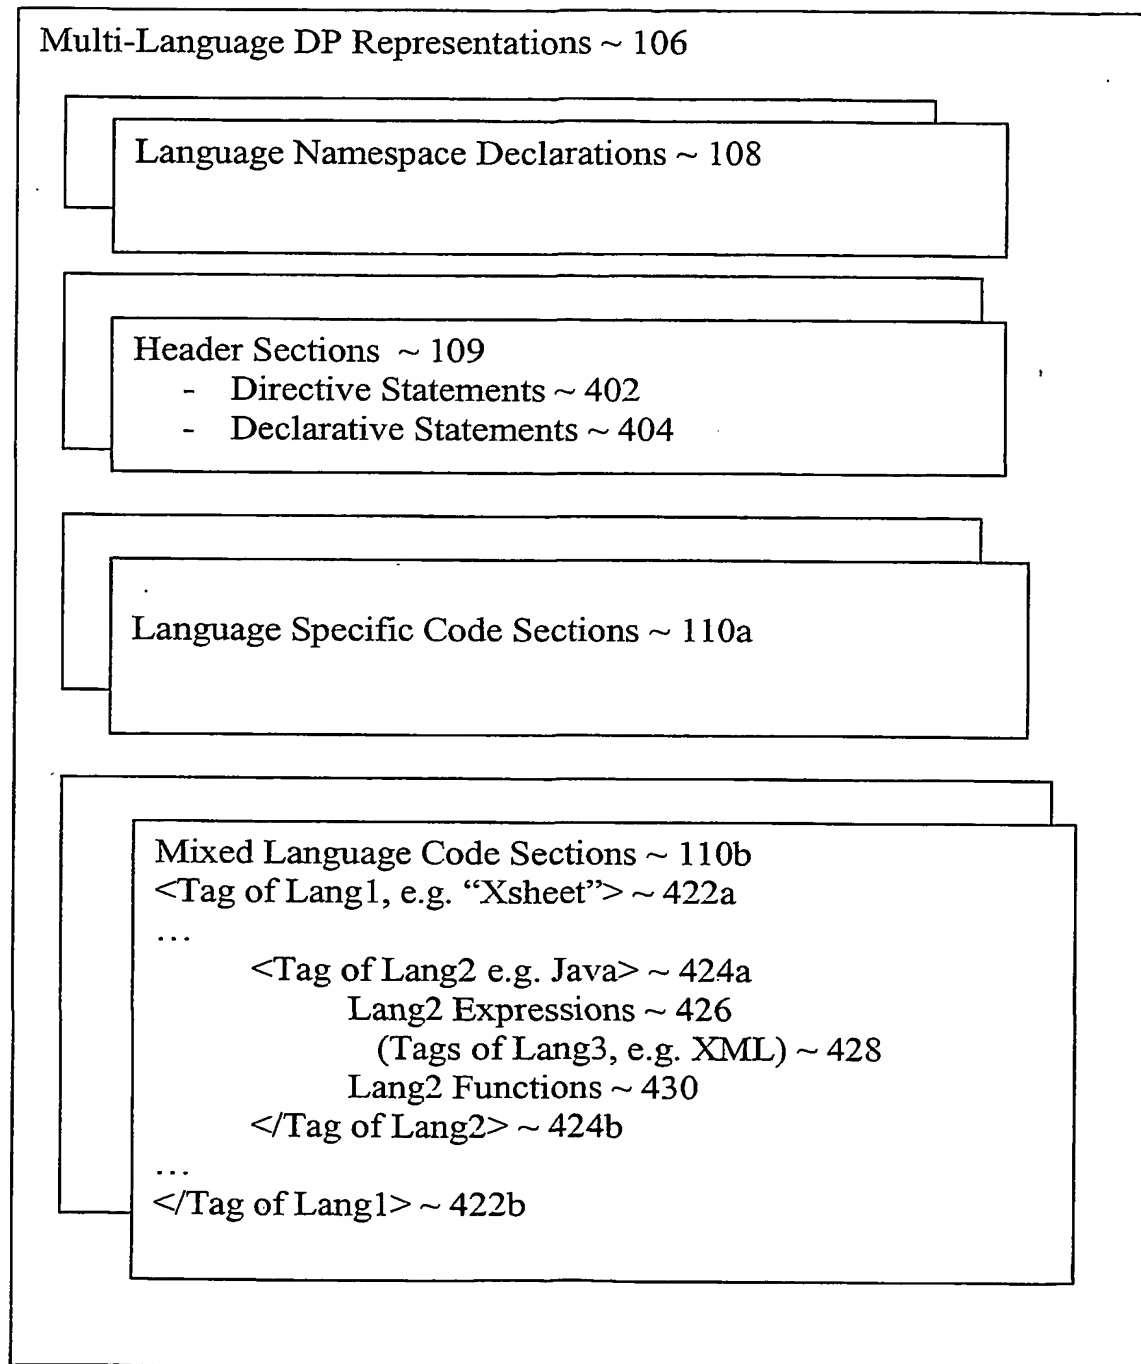 Multi-Language DP Representations ~ 106
Language Namespace Declarations ~ 108
Header Sections ~ 109
- Directive Statements ~ 402
- Declarative Statements ~ 404
Language Specific Code Sections ~ 110a
Mixed Language Code Sections ~ 110b
<Tag of Lang1, e.g. “Xsheet”> ~ 422a
...
<Tag of Lang2 e.g. Java> ~ 424a
Lang2 Expressions ~ 426
(Tags of Lang3, e.g. XML) ~ 428
Lang2 Functions ~ 430
</Tag of Lang2> ~ 424b
...
</Tag of Lang1> ~ 422b